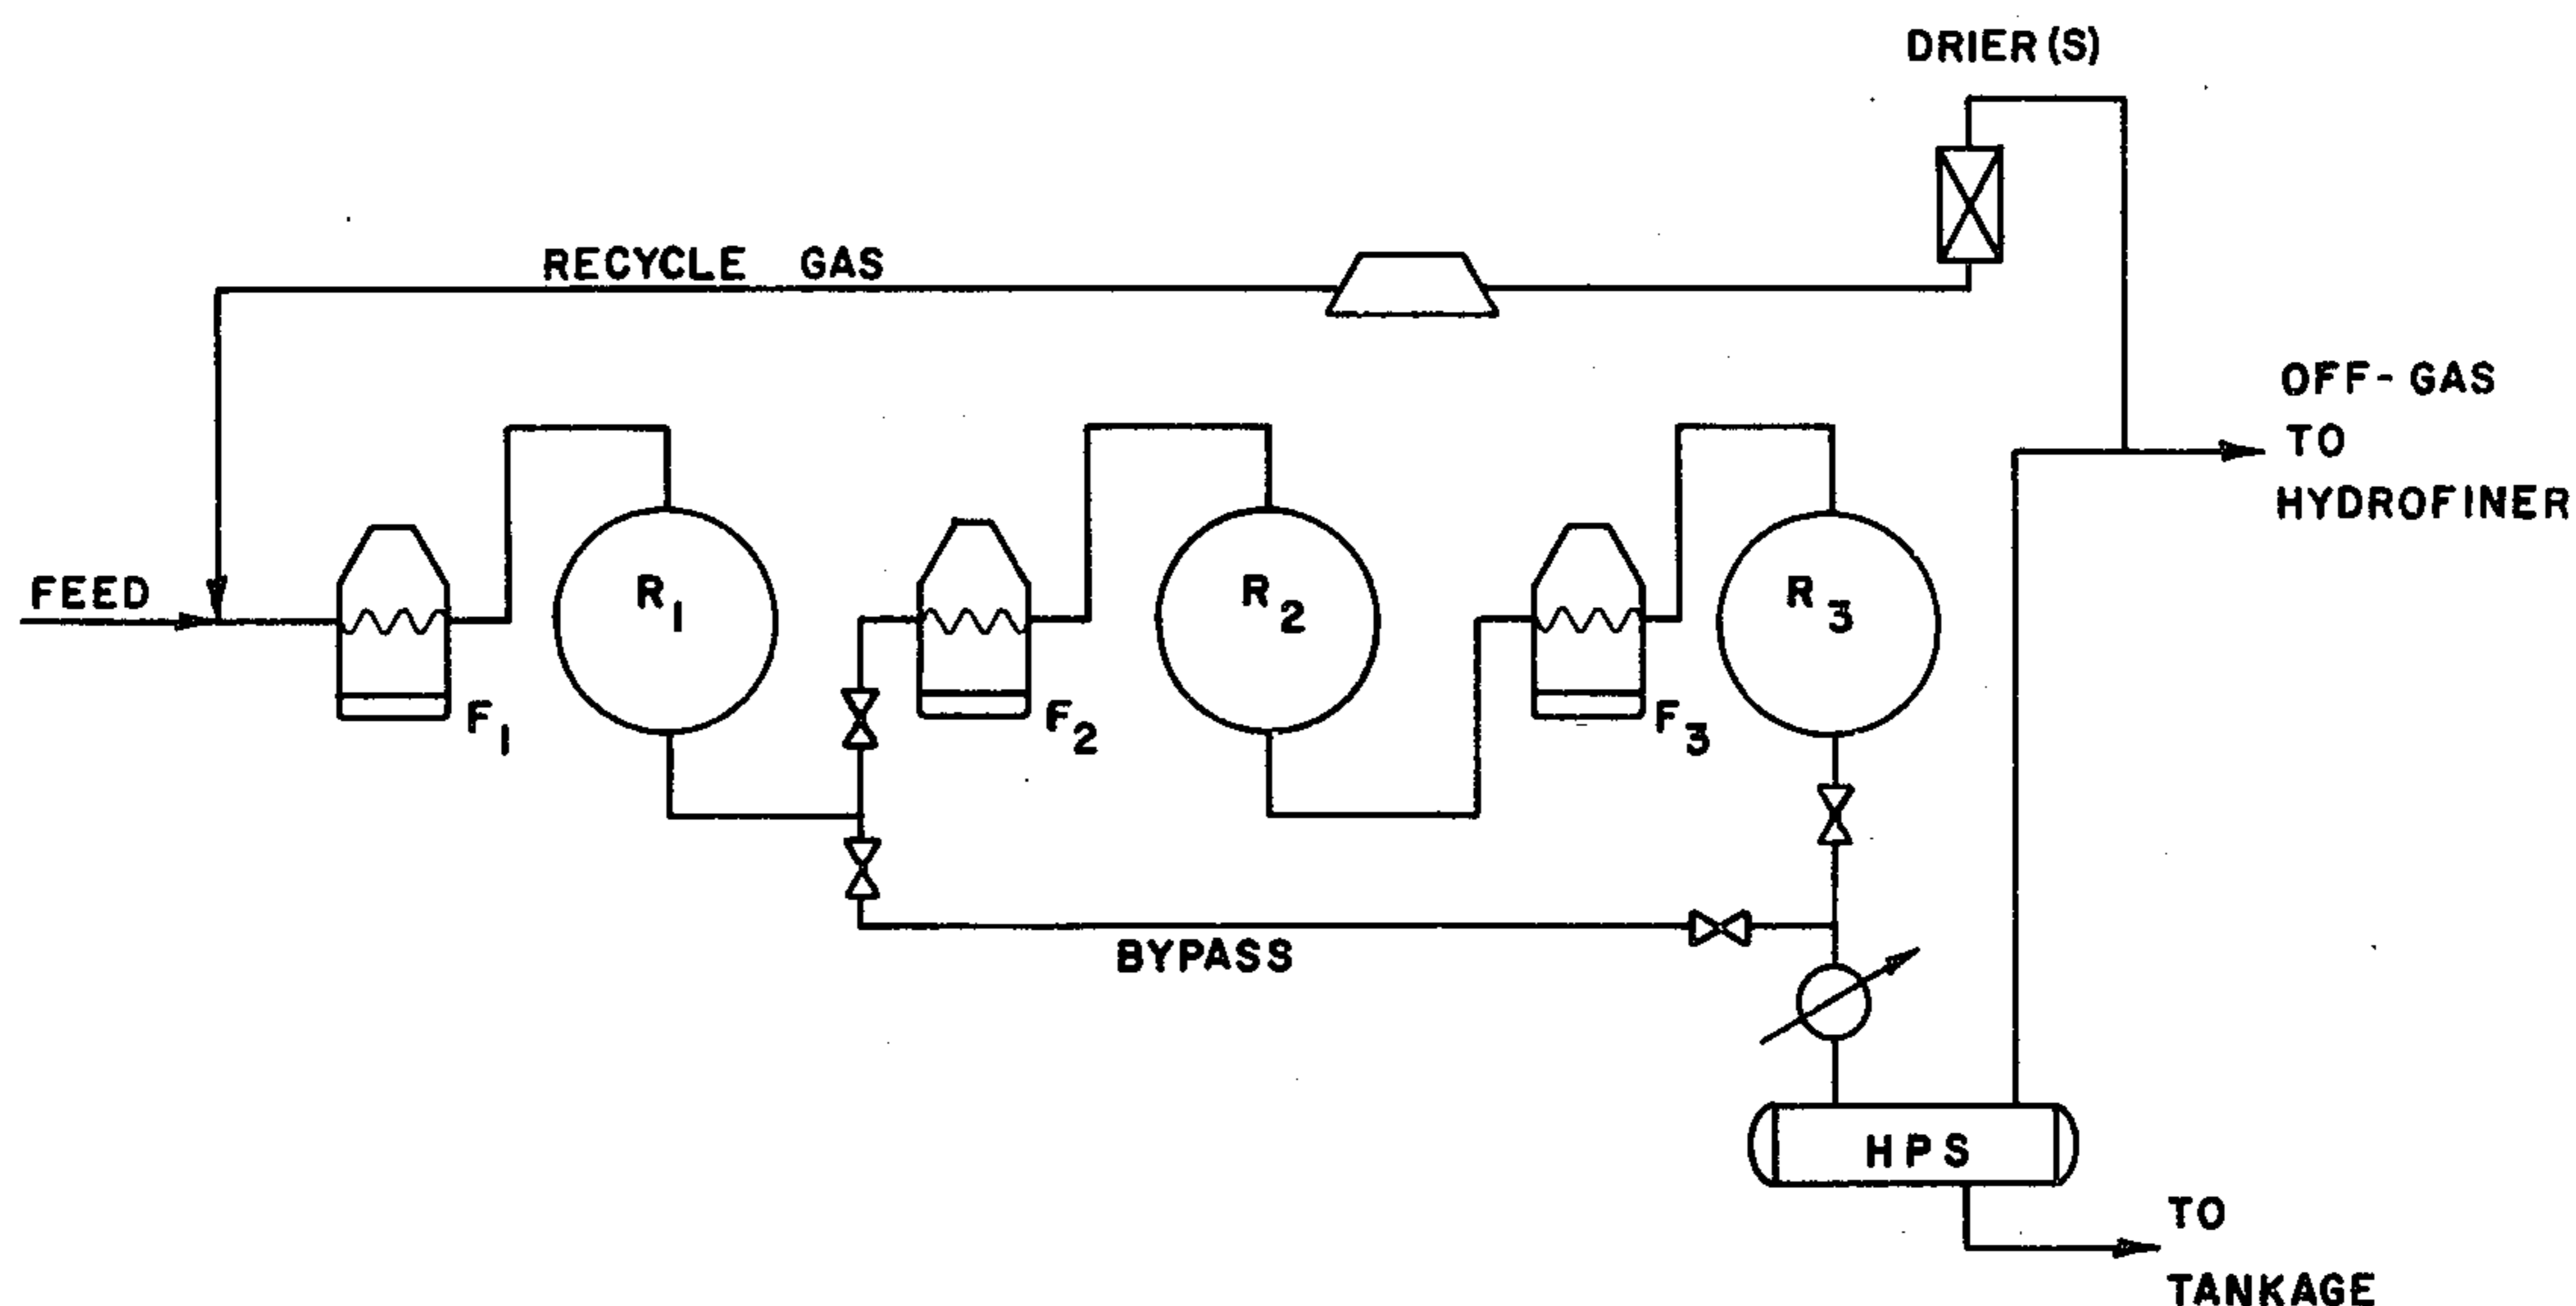 DRIER(S)
RECYCLE GAS
OFF-GAS
TO
HYDROFINER
FEED
R1
R2
R3
F1
F2
F3
BYPASS
HPS
TO
TANKAGE